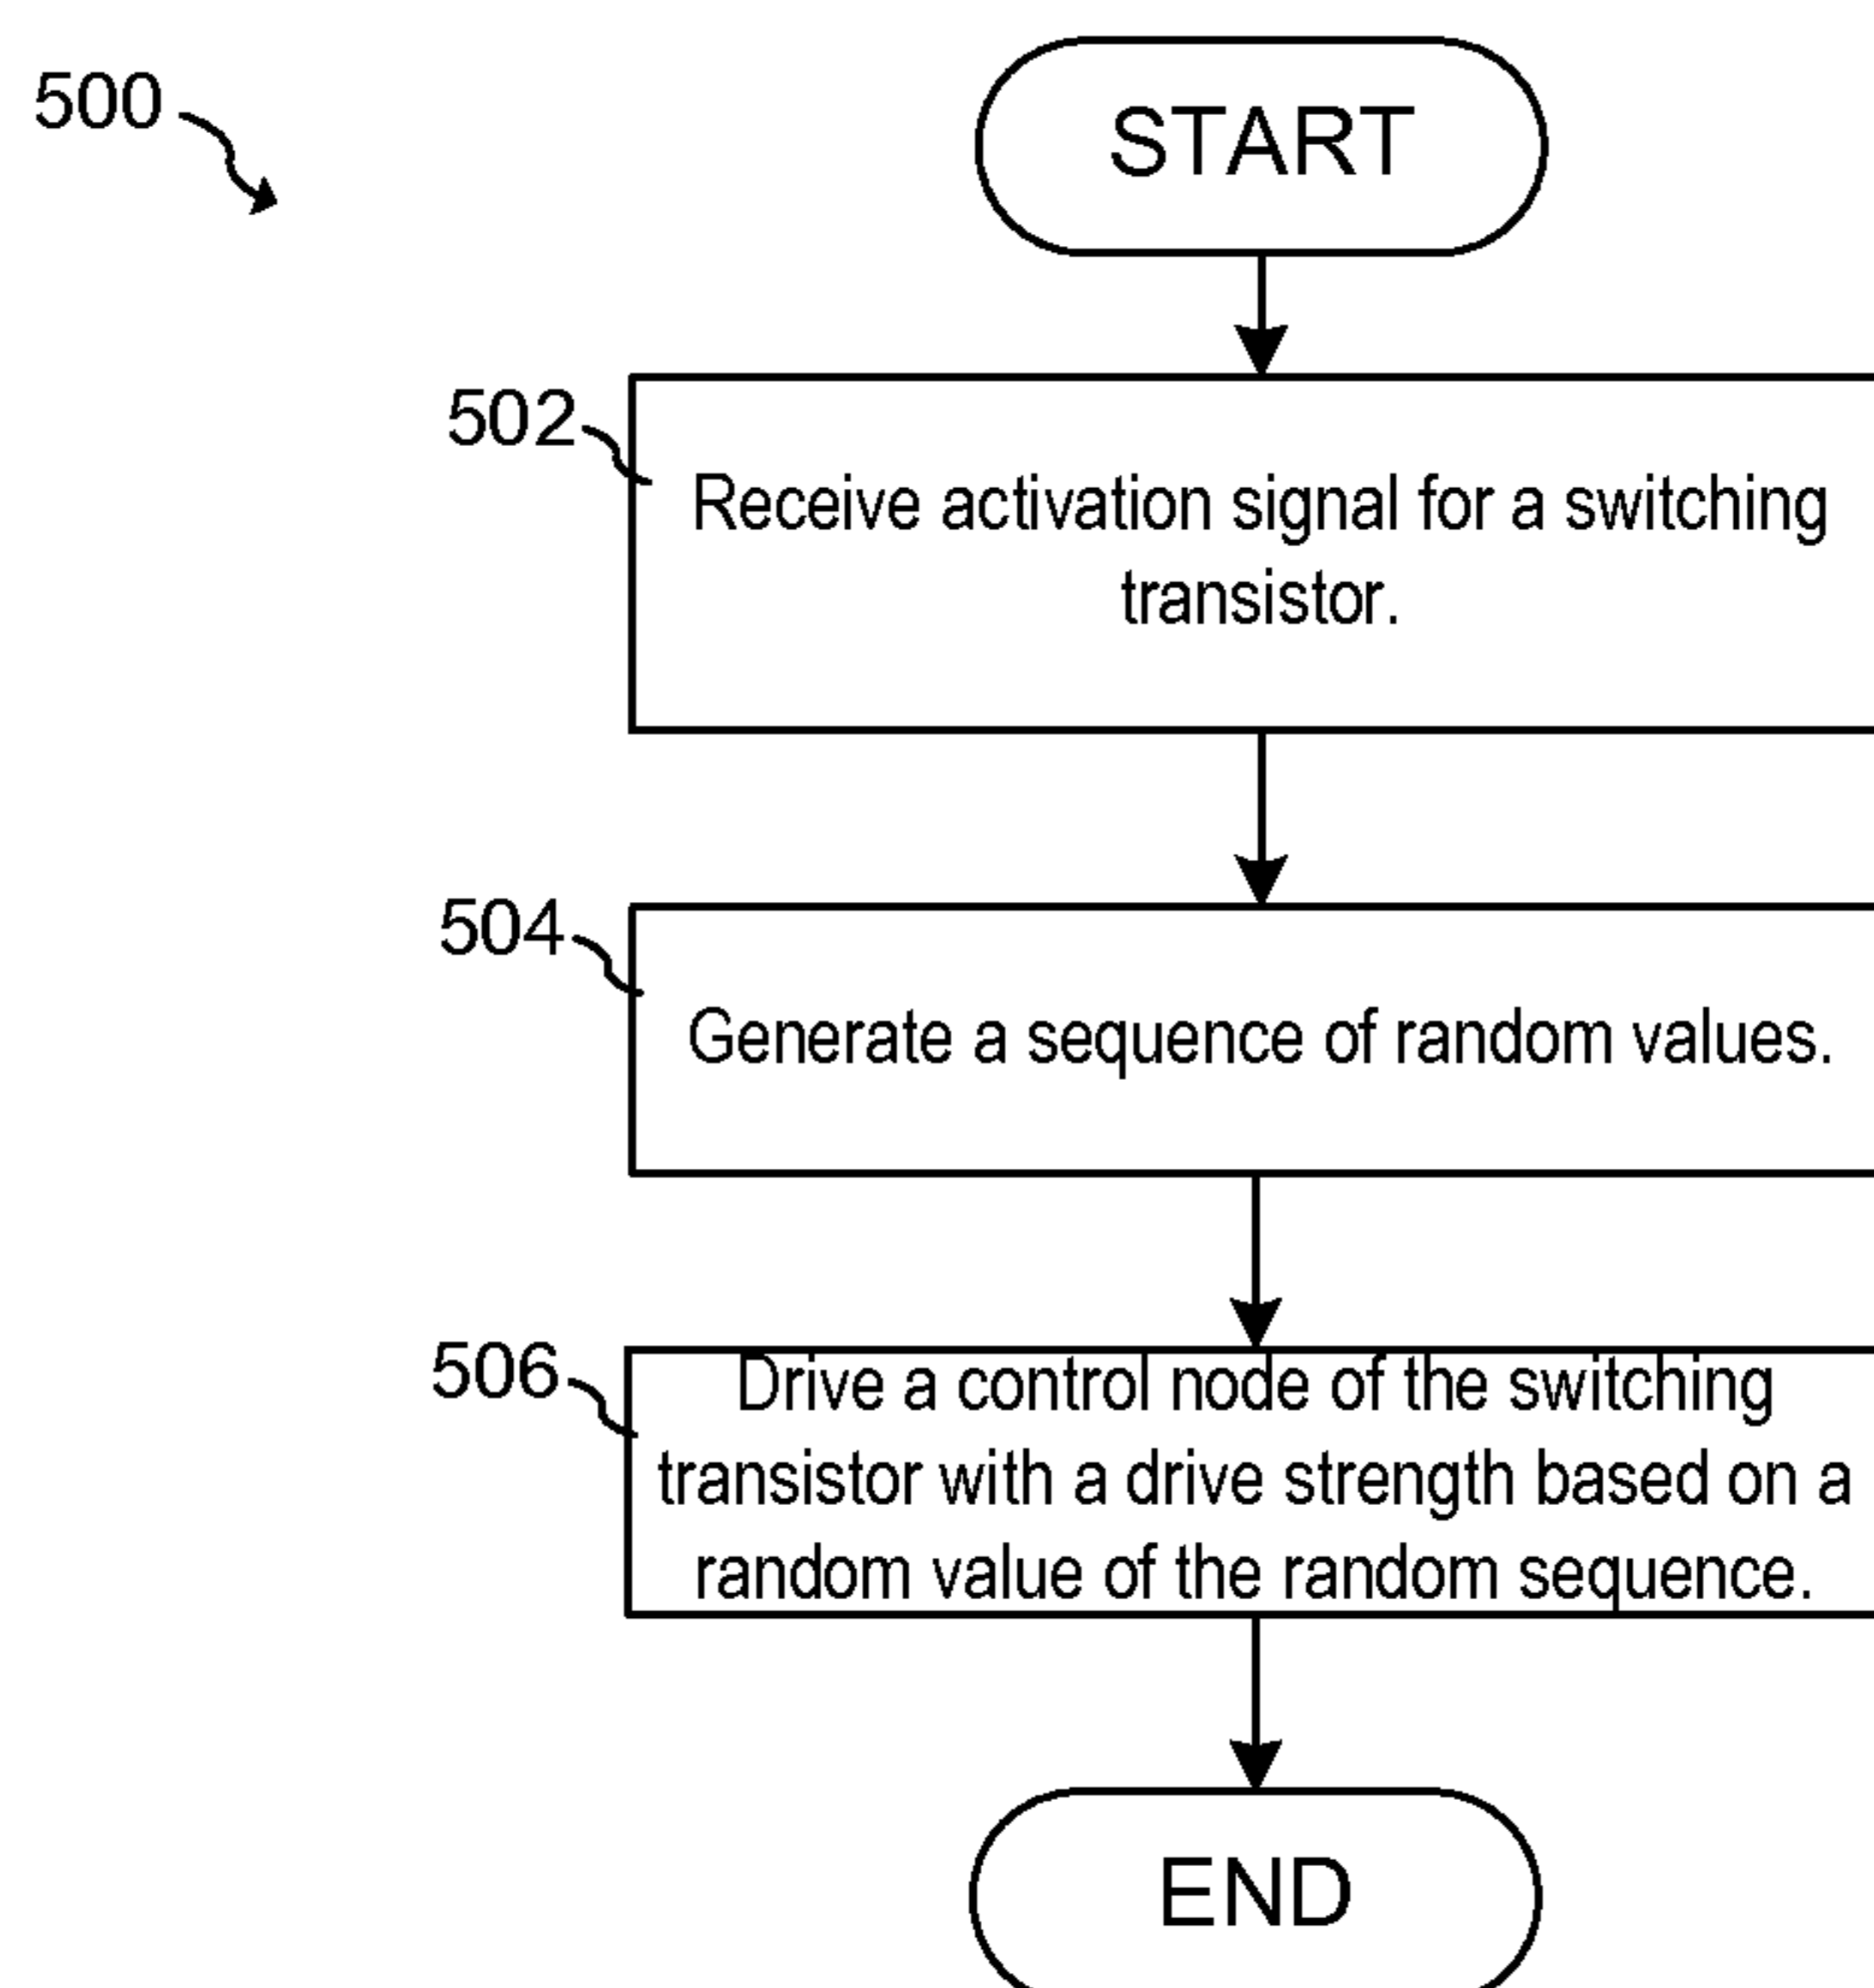 500
START
502
Receive activation signal for a switching
transistor.
504
Generate a sequence of random values.
506
Drive a control node of the switching
transistor with a drive strength based on a
random value of the random sequence.
END